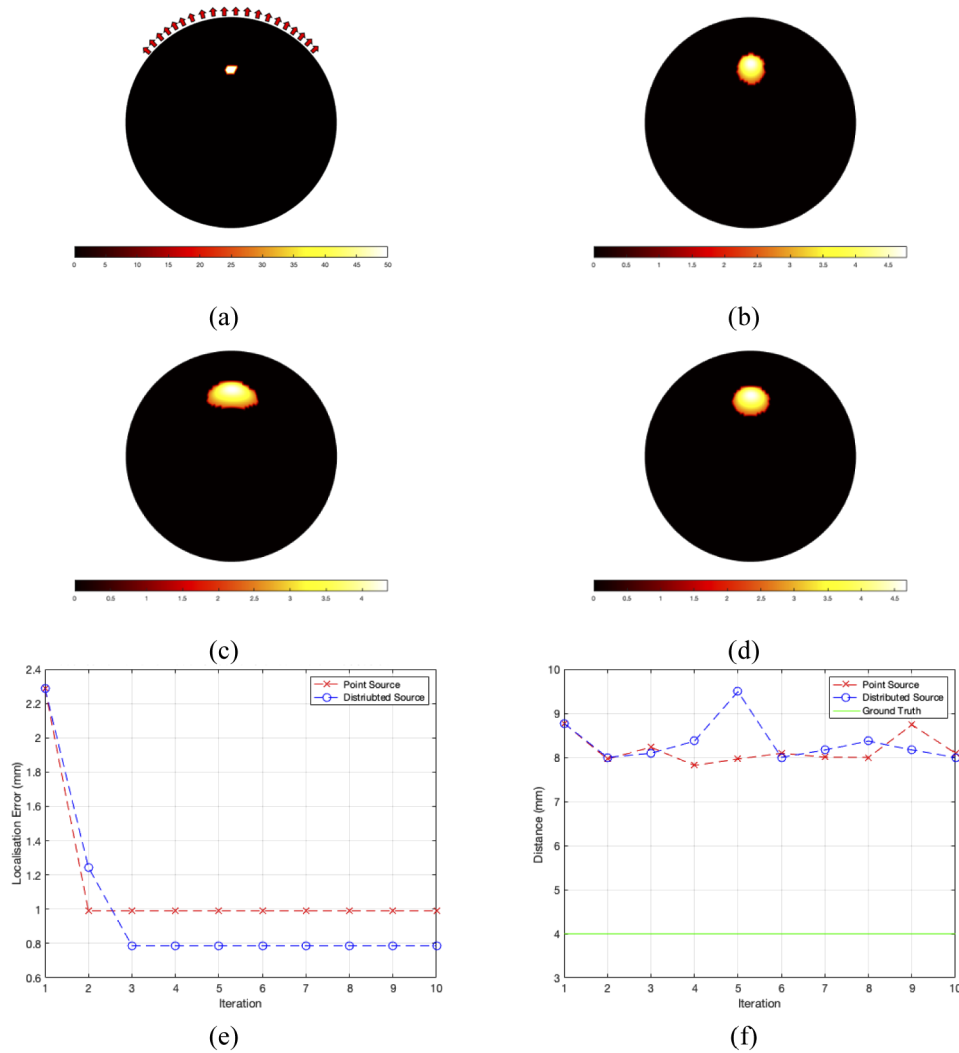 0 5 10 15 20 25 30 35 40 45 50
0 0.5 1 1.5 2 2.5 3 3.5 4 4.5
(a)
(b)
0 0.5 1 1.5 2 2.5 3 3.5 4
0 0.5 1 1.5 2 2.5 3 3.5 4 4.5
(c)
(d)
2.4
2.2
2
1.8
1.6
1.4
1.2
1
0.8
0.6
Localisation Error (mm)
Point Source
Distriubted Source
1 2 3 4 5 6 7 8 9 10
Iteration
(e)
10
9
8
7
6
5
4
3
Distance (mm)
Point Source
Distributed Source
Ground Truth
1 2 3 4 5 6 7 8 9 10
Iteration
(f)